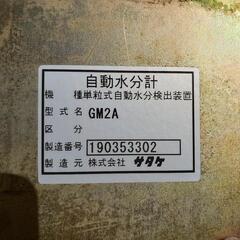 自動水分計
機種 単粒式自動水分検出装置
型式名 GM2A
区分
製造番号 190353302
製造元 株式会社 サタケ